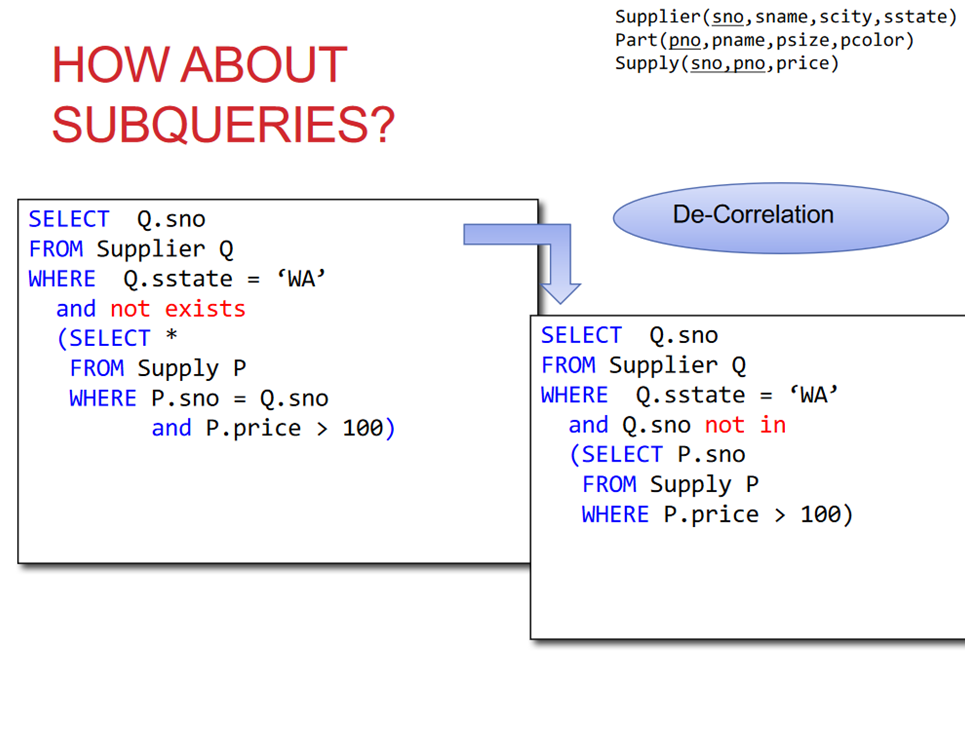 Supplier(sno,sname,scity,sstate)
Part(pno,pname,psize,pcolor)
Supply(sno,pno,price)
HOW ABOUT
SUBQUERIES?
De-Correlation
SELECT Q.sno
FROM Supplier Q
WHERE Q.sstate = ‘WA’
and not exists
(SELECT *
FROM Supply P
WHERE P.sno = Q.sno
and P.price > 100)
SELECT Q.sno
FROM Supplier Q
WHERE Q.sstate = ‘WA’
and Q.sno not in
(SELECT P.sno
FROM Supply P
WHERE P.price > 100)